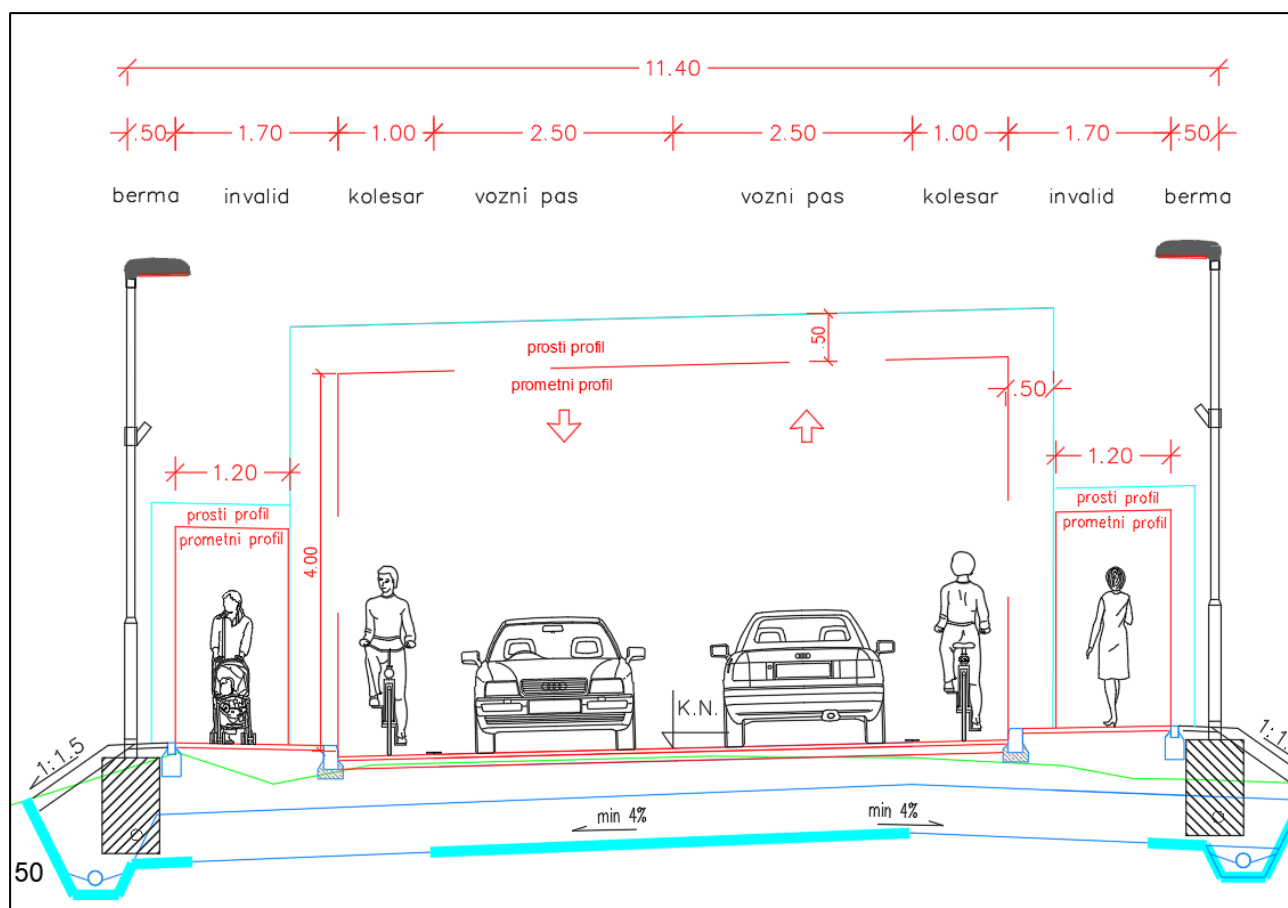 11.40
.50 1.70 1.00 2.50 2.50 1.00 1.70 .50
berma invalid kolesar vozni pas vozni pas kolesar invalid berma
.50
prosti profil
prometni profil
.50
1.20 1.20
prosti profil prosti profil
prometni profil prometni profil
4.00
K.N.
1:1.5
min 4% min 4%
50